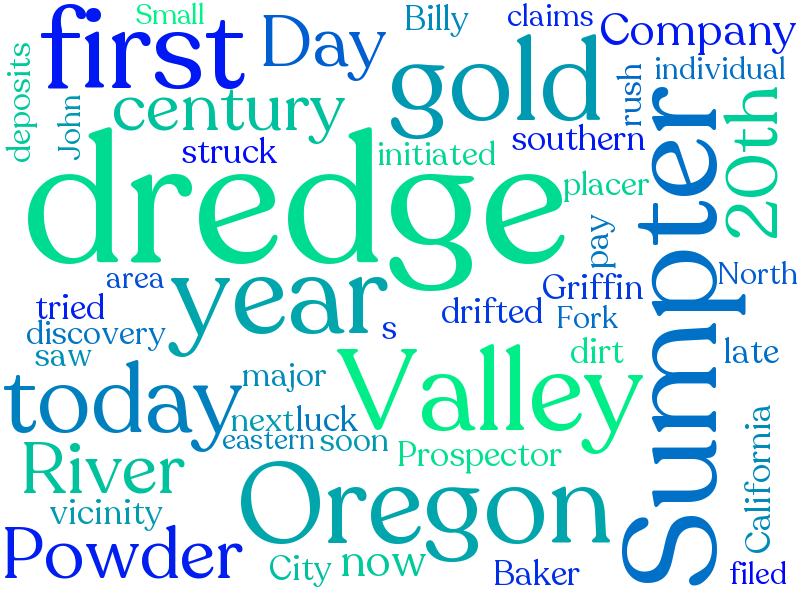 Small
first
Day
Billy
claims
Company
deposits
John
century
gold
rush
individual
struck
initiated
southern
Sumpter
20th
dredge
placer
pay
area
year
s
Griffin
North
tried
drifted
Fork
discovery
saw
dirt
late
today
major
Valley
next
luck
eastern
soon
River
Prospector
California
vicinity
Oregon
Powder
City
now
Baker
filed